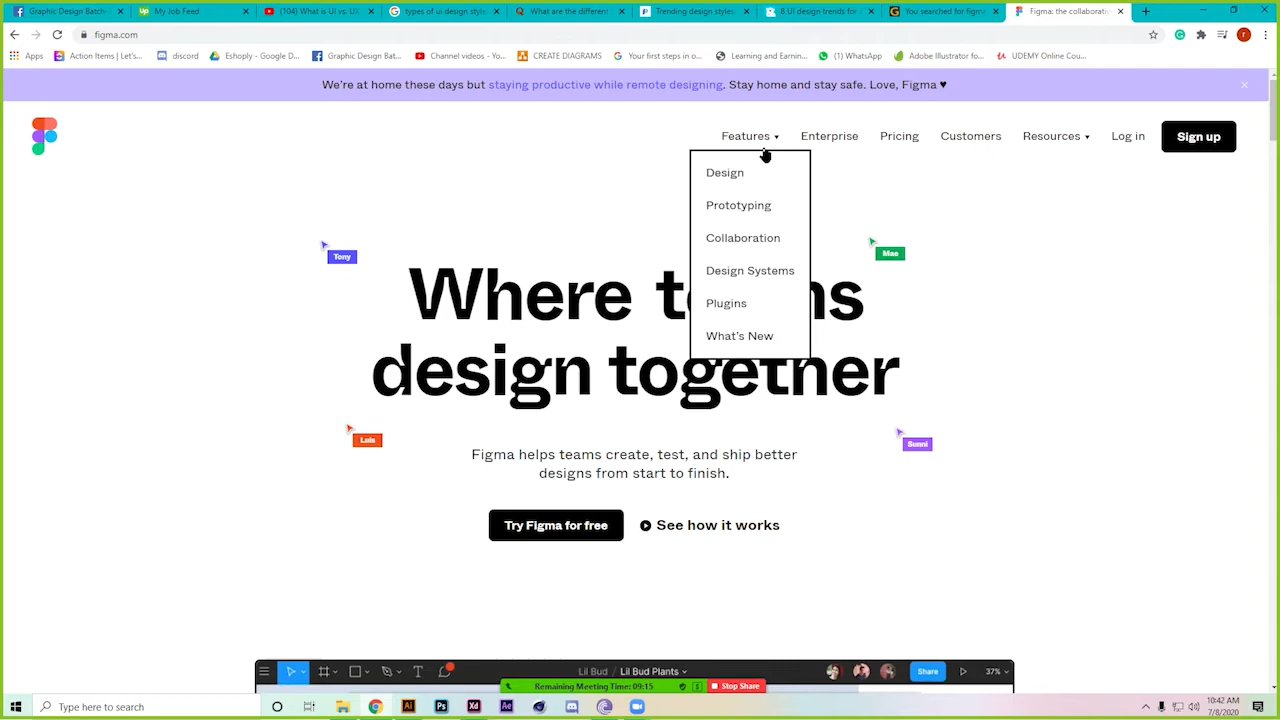 Graphic Design Batch
My Job Feed
(104) What is UI vs. UX
types of ui design style
What are the different
Trending design styles
8 UI design trends for
You searched for figm
Figma: the collaborati
figma.com
Apps
Action Items | Let's...
discord
Eshoply - Google D...
Graphic Design Bat...
Channel videos - Yo...
CREATE DIAGRAMS
Your first steps in o...
Learning and Earnin...
(1) WhatsApp
Adobe Illustrator fo...
UDEMY Online Cou...
We're at home these days but staying productive while remote designing. Stay home and stay safe. Love, Figma ♥
Features Enterprise Pricing Customers Resources Log in Sign up
Design
Prototyping
Collaboration
Design Systems
Plugins
What's New
Tony
Mae
Where te ns
design together
Luis
Sunni
Figma helps teams create, test, and ship better
designs from start to finish.
Try Figma for free
See how it works
Lil Bud / Lil Bud Plants
Share
37%
Remaining Meeting Time: 09:15
Stop Share
Type here to search
10:42 AM
7/8/2020